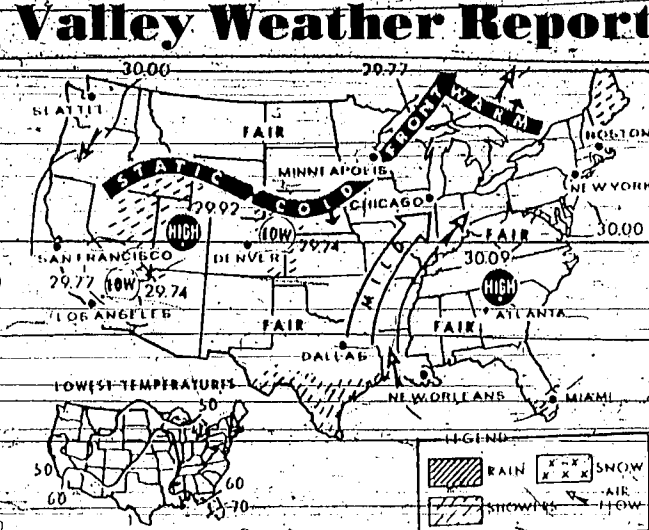 Valley Weather Report
30.00
29.77
SEATTLE
FAIR
FRONT
WARM
BOSTON
MINNEAPOLIS
STATIC
COLD
CHICAGO
NEW YORK
29.92
HIGH
LOW
29.74
FAIR
30.00
SAN FRANCISCO
DENVER
30.09
29.77
LOW
29.74
MILD
HIGH
LOS ANGELES
FAIR
FAIR
ATLANTA
DALLAS
LOWEST TEMPERATURES
NEW ORLEANS
MIAMI
50
LEGEND
50
60
60
70
RAIN
SNOW
SHOWERS
AIR FLOW